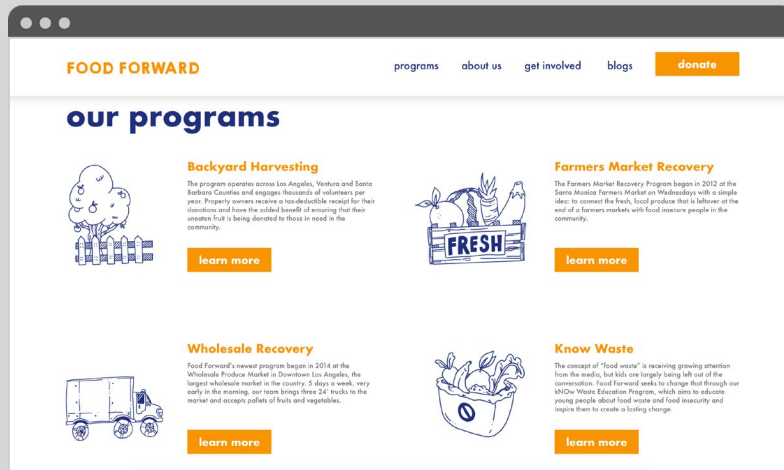 FOOD FORWARD
programs about us get involved blogs donate
our programs
Backyard Harvesting
The program operates across Los Angeles, Ventura and Santa
Barbara Counties and engages thousands of volunteers per
year. Property owners receive a tax-deductible receipt for their
donations and have the added benefit of ensuring that their
uneaten fruit is being donated to those in need in the
community.
learn more
FRESH
Farmers Market Recovery
The Farmers Market Recovery Program began in 2012 at the
Santa Monica Farmers Market on Wednesdays with a simple
idea: to connect the fresh, local produce that is leftover at the
end of a farmers markets with food insecure people in the
community.
learn more
Wholesale Recovery
Food Forward's newest program began in 2014 at the
Wholesale Produce Market in Downtown Los Angeles, the
largest wholesale market in the country. 5 days a week, very
early in the morning, our team brings three 24' trucks to the
market and accepts pallets of fruits and vegetables.
learn more
Know Waste
The concept of "food waste" is receiving growing attention
from the media, but kids are largely being left out of the
conversation. Food Forward seeks to change that through our
kNOw Waste Education Program, which aims to educate
young people about food waste and food insecurity and
inspire them to create a lasting change.
learn more